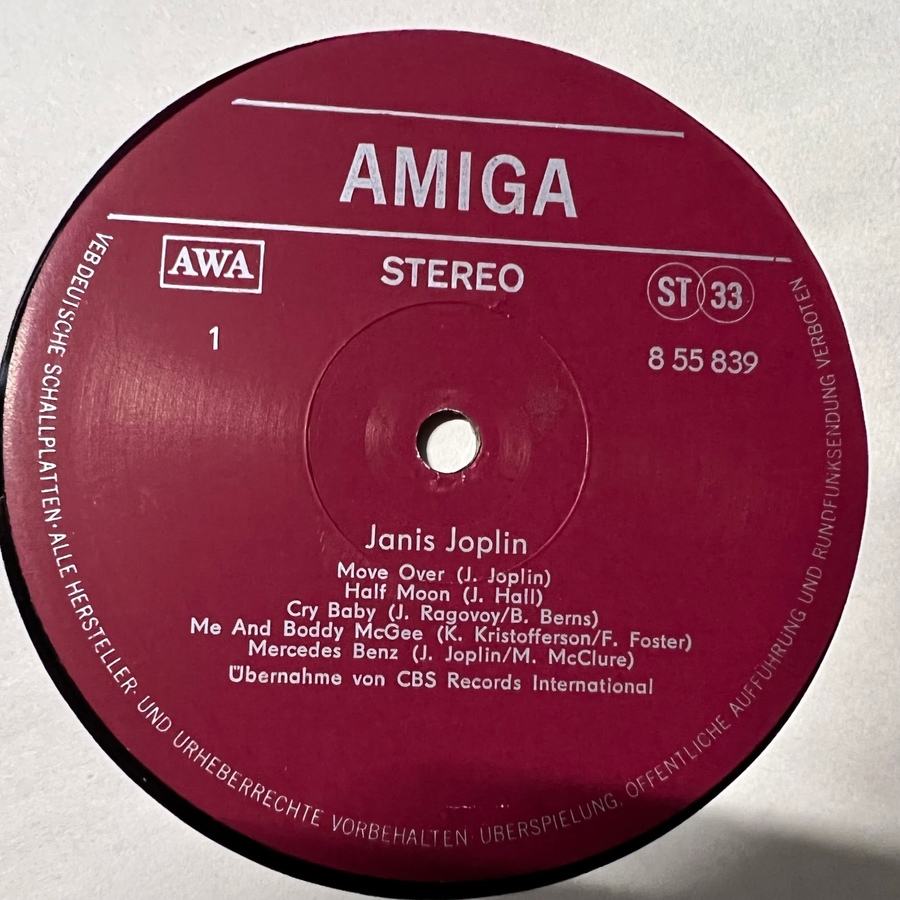 AMIGA
AWA
STEREO
ST 33
1
8 55 839
Janis Joplin
Move Over (J. Joplin)
Half Moon (J. Hall)
Cry Baby (J. Ragovoy/B. Berns)
Me And Boddy McGee (K. Kristofferson/F. Foster)
Mercedes Benz (J. Joplin/M. McClure)
Übernahme von CBS Records International
VEB DEUTSCHE SCHALLPLATTEN · ALLE HERSTELLER- UND URHEBERRECHTE VORBEHALTEN · ÜBERSPIELUNG, ÖFFENTLICHE AUFFÜHRUNG UND RUNDFUNKSENDUNG VERBOTEN